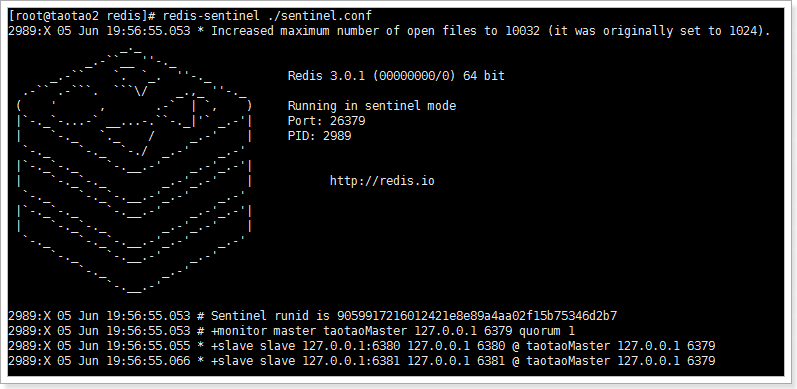 [root@taotao2 redis]# redis-sentinel ./sentinel.conf
2989:X 05 Jun 19:56:55.053 * Increased maximum number of open files to 10032 (it was originally set to 1024).
Redis 3.0.1 (00000000/0) 64 bit
Running in sentinel mode
Port: 26379
PID: 2989
http://redis.io
2989:X 05 Jun 19:56:55.053 # Sentinel runid is 9059917216012421e8e89a4aa02f15b75346d2b7
2989:X 05 Jun 19:56:55.053 # +monitor master taotaoMaster 127.0.0.1 6379 quorum 1
2989:X 05 Jun 19:56:55.055 * +slave slave 127.0.0.1:6380 127.0.0.1 6380 @ taotaoMaster 127.0.0.1 6379
2989:X 05 Jun 19:56:55.066 * +slave slave 127.0.0.1:6381 127.0.0.1 6381 @ taotaoMaster 127.0.0.1 6379